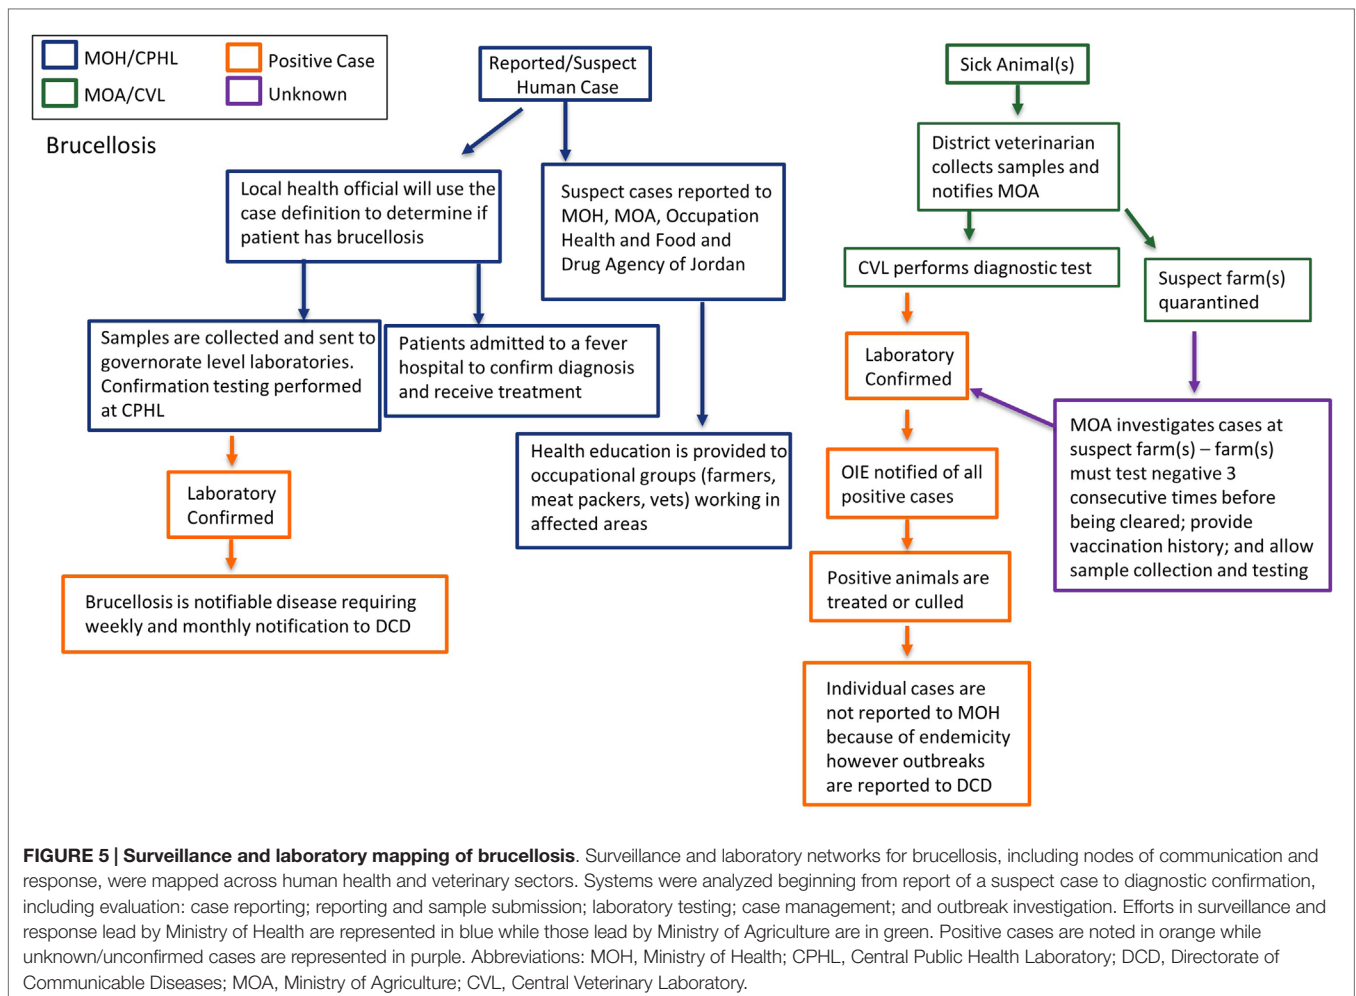 MOH/CPHL
Positive Case
MOA/CVL
Unknown
Brucellosis
Reported/Suspect
Human Case
Local health official will use the
case definition to determine if
patient has brucellosis
Suspect cases reported to
MOH, MOA, Occupation
Health and Food and
Drug Agency of Jordan
Samples are collected and sent to
governorate level laboratories.
Confirmation testing performed
at CPHL
Patients admitted to a fever
hospital to confirm diagnosis
and receive treatment
Health education is provided to
occupational groups (farmers,
meat packers, vets) working in
affected areas
Laboratory
Confirmed
Brucellosis is notifiable disease requiring
weekly and monthly notification to DCD
Sick Animal(s)
District veterinarian
collects samples and
notifies MOA
CVL performs diagnostic test
Suspect farm(s)
quarantined
Laboratory
Confirmed
MOA investigates cases at
suspect farm(s) – farm(s)
must test negative 3
consecutive times before
being cleared; provide
vaccination history; and allow
sample collection and testing
OIE notified of all
positive cases
Positive animals are
treated or culled
Individual cases are
not reported to MOH
because of endemicity
however outbreaks
are reported to DCD
FIGURE 5 | Surveillance and laboratory mapping of brucellosis. Surveillance and laboratory networks for brucellosis, including nodes of communication and
response, were mapped across human health and veterinary sectors. Systems were analyzed beginning from report of a suspect case to diagnostic confirmation,
including evaluation: case reporting; reporting and sample submission; laboratory testing; case management; and outbreak investigation. Efforts in surveillance and
response lead by Ministry of Health are represented in blue while those lead by Ministry of Agriculture are in green. Positive cases are noted in orange while
unknown/unconfirmed cases are represented in purple. Abbreviations: MOH, Ministry of Health; CPHL, Central Public Health Laboratory; DCD, Directorate of
Communicable Diseases; MOA, Ministry of Agriculture; CVL, Central Veterinary Laboratory.